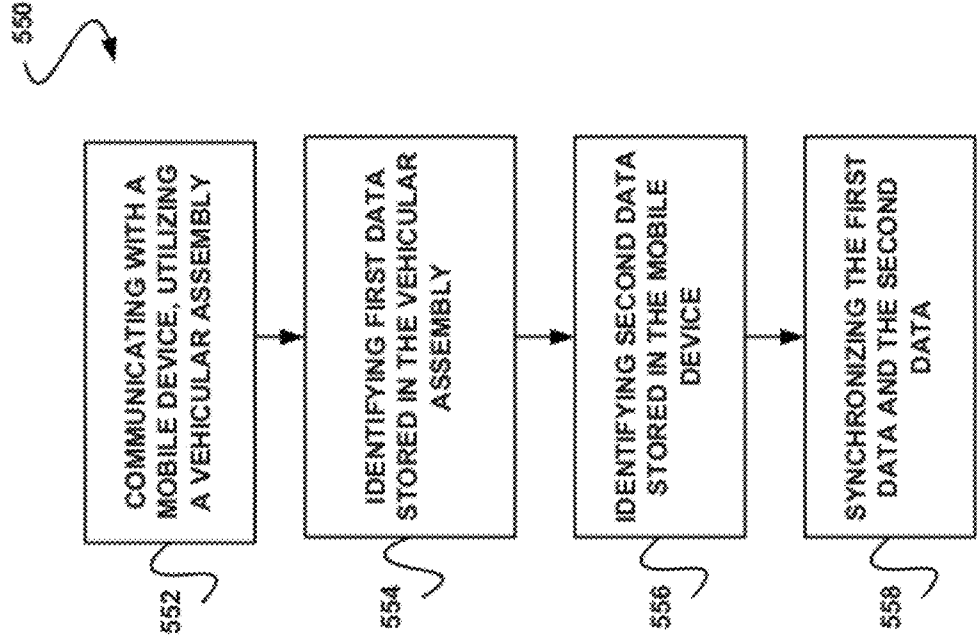 550
COMMUNICATING WITH A
MOBILE DEVICE, UTILIZING
A VEHICULAR ASSEMBLY
552
IDENTIFYING FIRST DATA
STORED IN THE VEHICULAR
ASSEMBLY
554
IDENTIFYING SECOND DATA
STORED IN THE MOBILE
DEVICE
556
SYNCHRONIZING THE FIRST
DATA AND THE SECOND
DATA
558